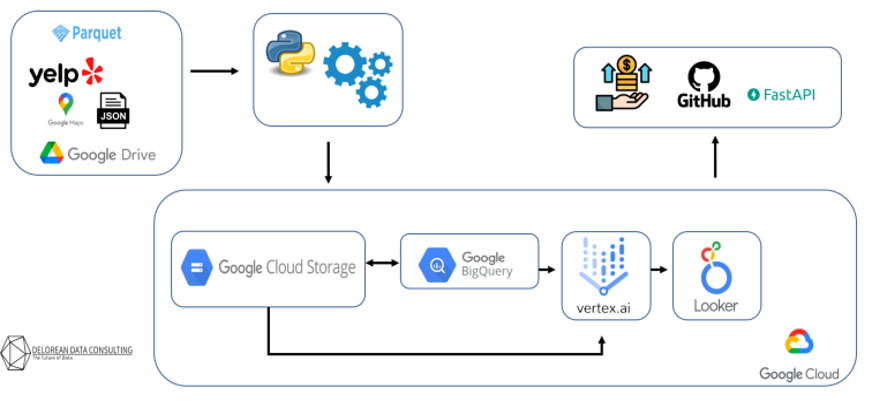 Parquet
yelp
Google Maps
JSON
Google Drive
GitHub
FastAPI
Google Cloud Storage
Google
BigQuery
vertex.ai
Looker
DELOREAN DATA CONSULTING
The Future of Data
Google Cloud